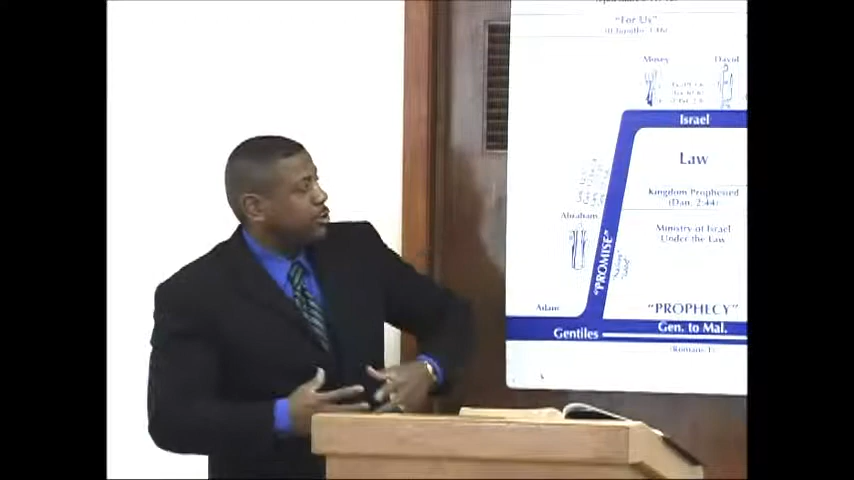 "For Us"
Moses
David
Israel
Law
Kingdom Prophesied
(Dan. 2:44)
Abraham
Ministry of Israel
Under the Law
"PROMISE"
Adam
"PROPHECY"
Gentiles
Gen. to Mal.